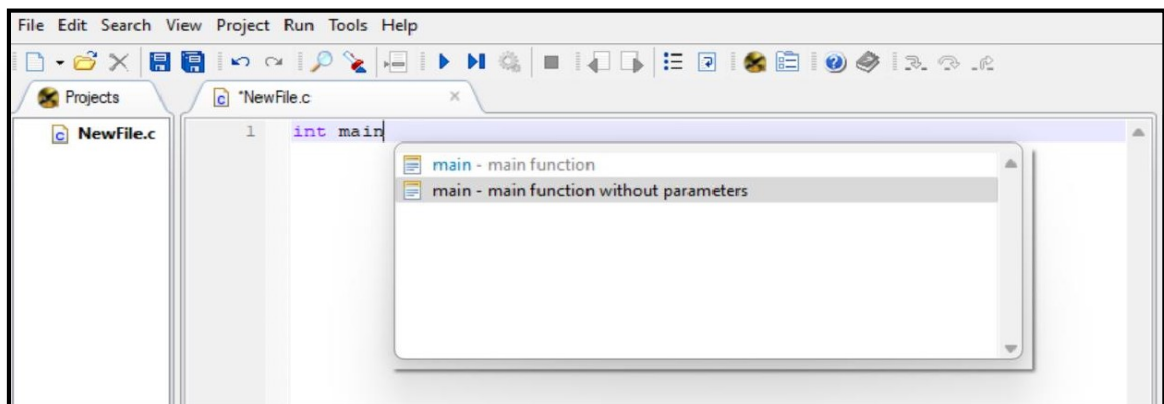 File Edit Search View Project Run Tools Help
Projects
*NewFile.c
NewFile.c
1 int main
main - main function
main - main function without parameters